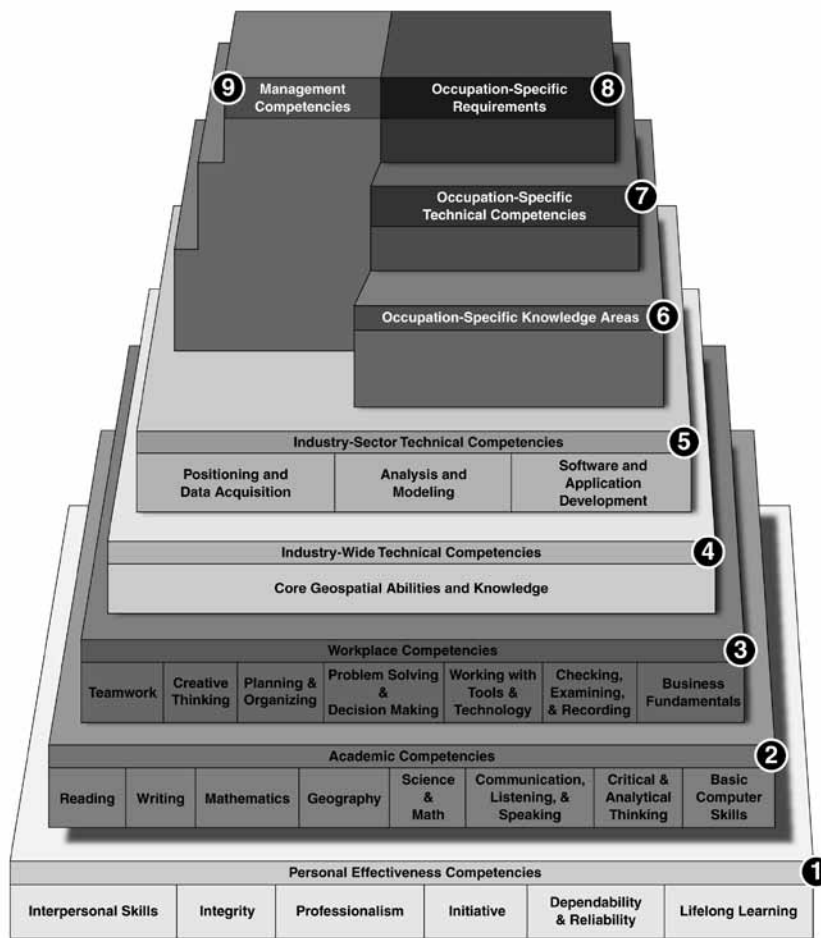 9
Management
Competencies
Occupation-Specific
Requirements
8
Occupation-Specific
Technical Competencies
7
Occupation-Specific Knowledge Areas
6
Industry-Sector Technical Competencies
5
Positioning and
Data Acquisition
Analysis and
Modeling
Software and
Application
Development
Industry-Wide Technical Competencies
4
Core Geospatial Abilities and Knowledge
Workplace Competencies
3
Teamwork
Creative
Thinking
Planning &
Organizing
Problem Solving
&
Decision Making
Working with
Tools &
Technology
Checking,
Examining,
& Recording
Business
Fundamentals
Academic Competencies
2
Reading
Writing
Mathematics
Geography
Science
&
Math
Communication,
Listening, &
Speaking
Critical &
Analytical
Thinking
Basic
Computer
Skills
Personal Effectiveness Competencies
1
Interpersonal Skills
Integrity
Professionalism
Initiative
Dependability
& Reliability
Lifelong Learning